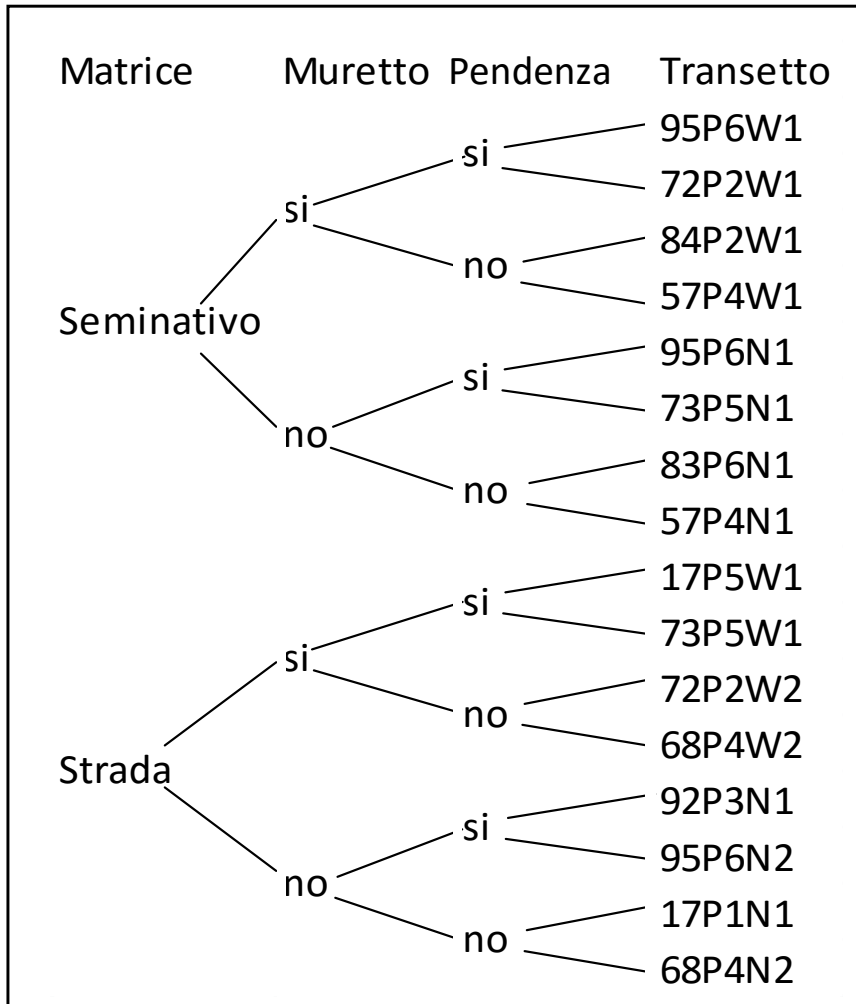 Matrice Muretto Pendenza Transetto
95P6W1
si
72P2W1
si
84P2W1
no
57P4W1
Seminativo
95P6N1
si
73P5N1
no
83P6N1
no
57P4N1
17P5W1
si
73P5W1
si
72P2W2
no
68P4W2
Strada
92P3N1
si
95P6N2
no
17P1N1
no
68P4N2